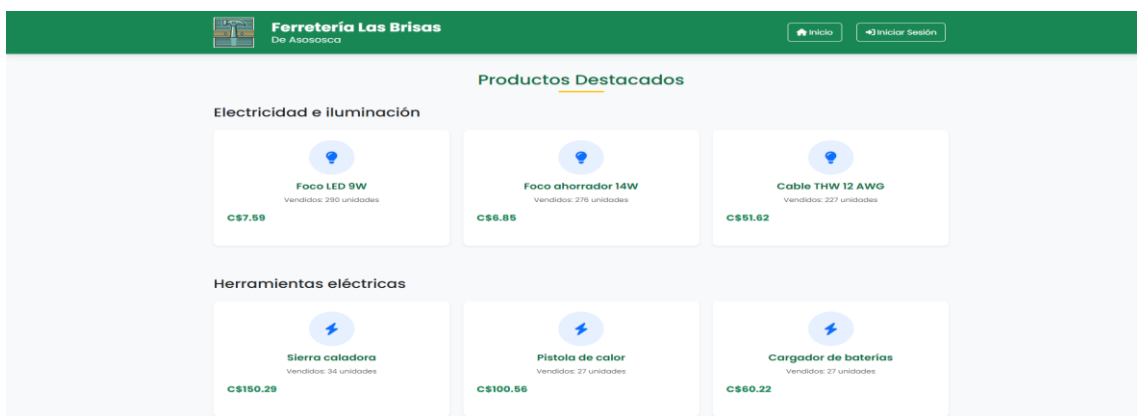 Ferretería Las Brisas
De Asososca
Inicio
Iniciar Sesión
Productos Destacados
Electricidad e iluminación
Foco LED 9W
Vendidos: 290 unidades
C$7.59
Foco ahorrador 14W
Vendidos: 276 unidades
C$6.85
Cable THW 12 AWG
Vendidos: 227 unidades
C$51.62
Herramientas eléctricas
Sierra caladora
Vendidos: 34 unidades
C$150.29
Pistola de calor
Vendidos: 27 unidades
C$100.56
Cargador de baterías
Vendidos: 27 unidades
C$60.22